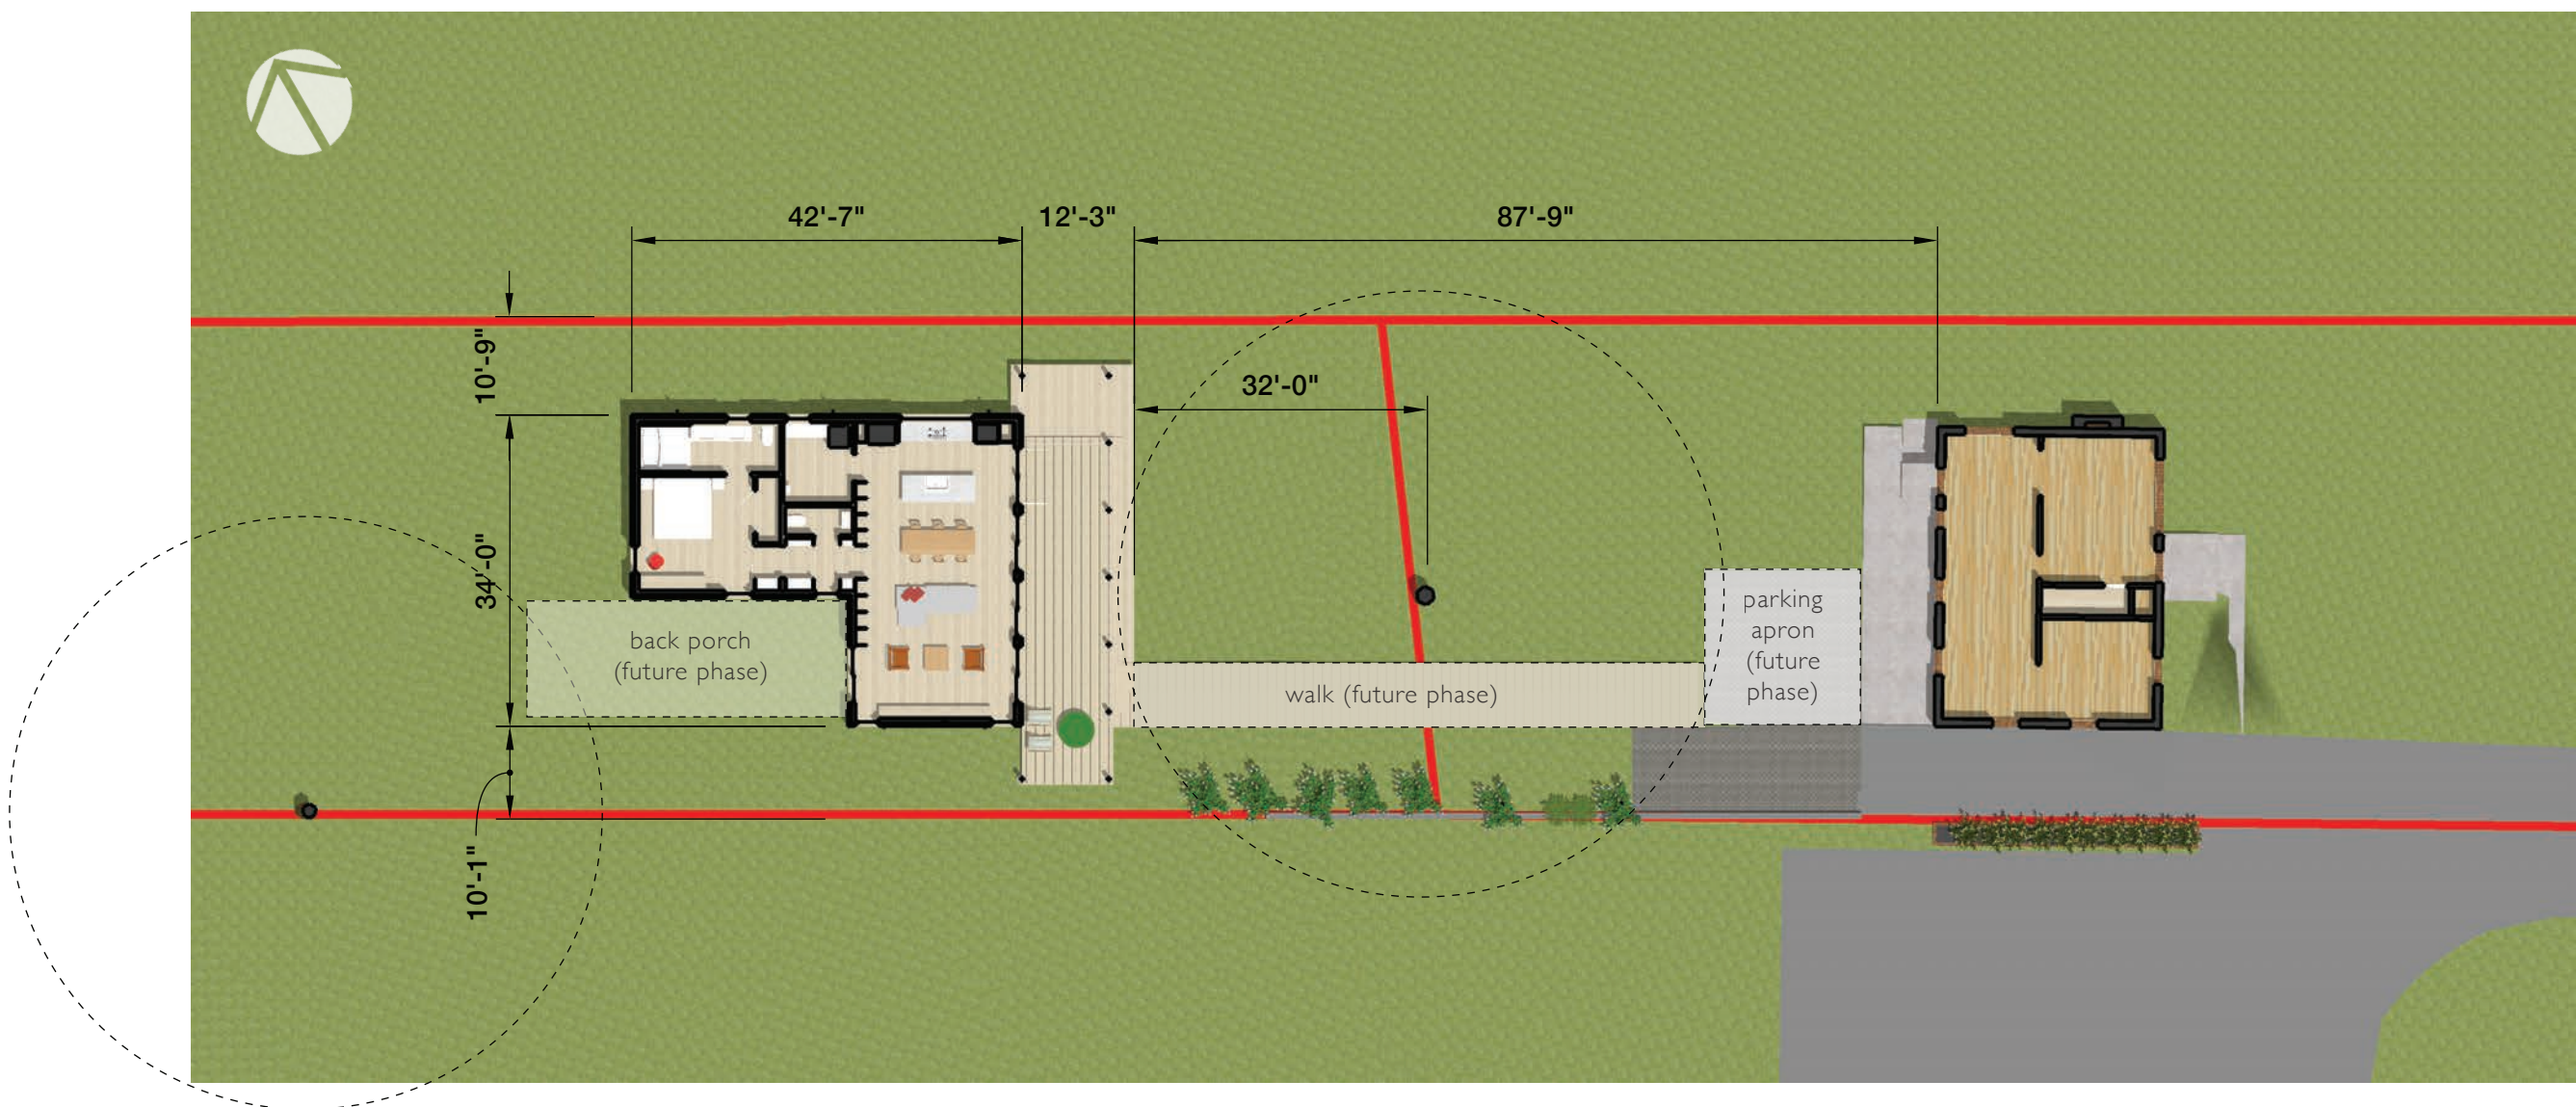 42'-7"
12'-3"
87'-9"
10'-9"
32'-0"
34'-0"
back porch
(future phase)
parking
apron
(future
phase)
walk (future phase)
10'-1"